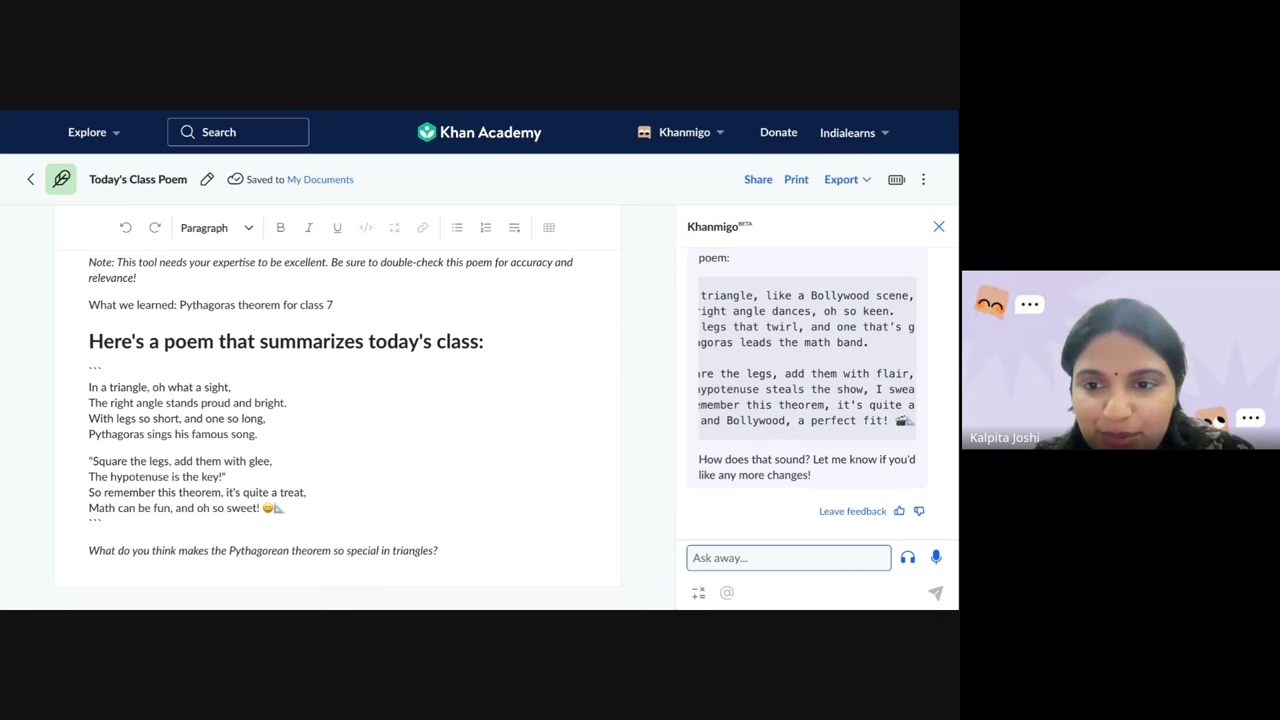 Explore
Search
Khan Academy
Khanmigo
Donate
Indialearns
Today's Class Poem
Saved to My Documents
Share
Print
Export
Paragraph
B I U </>
Khanmigo BETA
Note: This tool needs your expertise to be excellent. Be sure to double-check this poem for accuracy and
relevance!
What we learned: Pythagoras theorem for class 7
Here's a poem that summarizes today's class:
```
In a triangle, oh what a sight,
The right angle stands proud and bright.
With legs so short, and one so long,
Pythagoras sings his famous song.
"Square the legs, add them with glee,
The hypotenuse is the key!"
So remember this theorem, it's quite a treat,
Math can be fun, and oh so sweet! 😄📐
```
What do you think makes the Pythagorean theorem so special in triangles?
poem:
triangle, like a Bollywood scene,
right angle dances, oh so keen.
legs that twirl, and one that's g
goras leads the math band.
re the legs, add them with flair,
hypotenuse steals the show, I swea
member this theorem, it's quite a
and Bollywood, a perfect fit! 🎬📐
How does that sound? Let me know if you'd
like any more changes!
Leave feedback
Ask away...
@
Kalpita Joshi